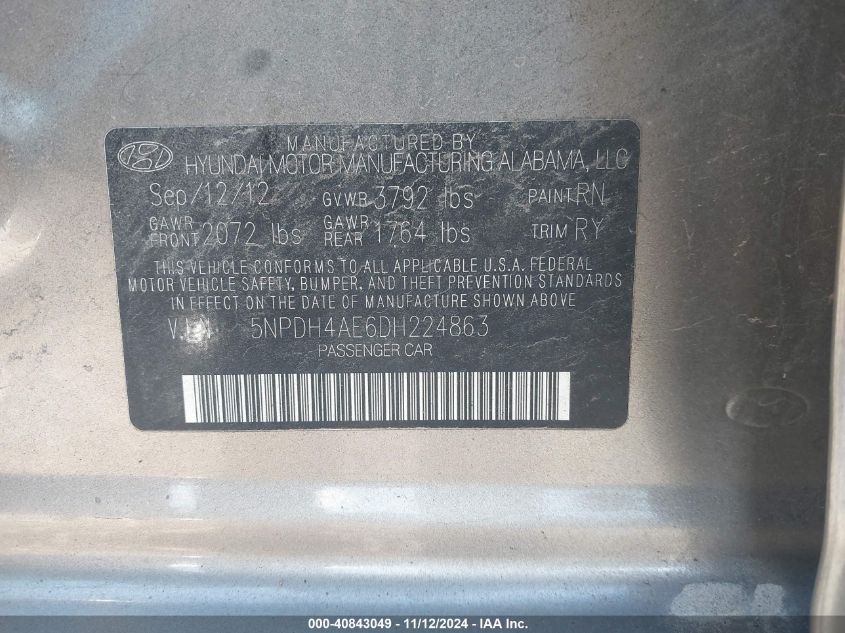 MANUFACTURED BY
HYUNDAI MOTOR MANUFACTURING ALABAMA, LLC
Sep/12/12 GVWR 3792 lbs PAINT RN
GAWR FRONT 2072 lbs GAWR REAR 1764 lbs TRIM RY
THIS VEHICLE CONFORMS TO ALL APPLICABLE U.S.A. FEDERAL
MOTOR VEHICLE SAFETY, BUMPER, AND THEFT PREVENTION STANDARDS
IN EFFECT ON THE DATE OF MANUFACTURE SHOWN ABOVE
5NPDH4AE6DH224863
PASSENGER CAR
000-40843049 - 11/12/2024 - IAA Inc.